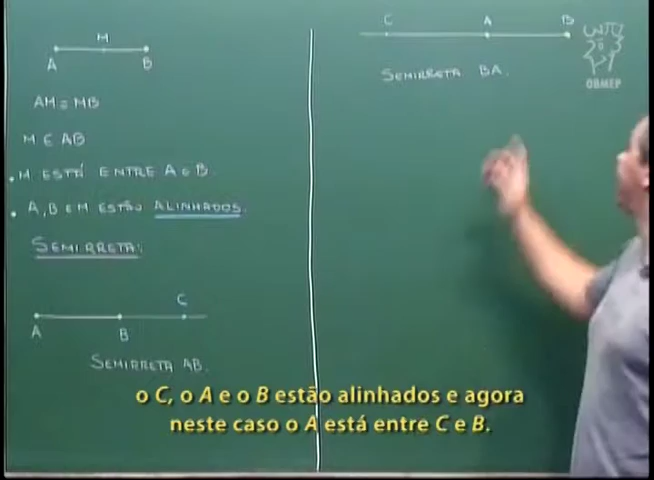 M
A B
AM ≡ MB
M ∈ AB
. M ESTÁ ENTRE A E B.
. A, B E M ESTÃO ALINHADOS.
SEMIRRETA:
C
A B
SEMIRRETA AB.
C A B
SEMIRRETA BA.
OBMEP
o C, o A e o B estão alinhados e agora
neste caso o A está entre C e B.